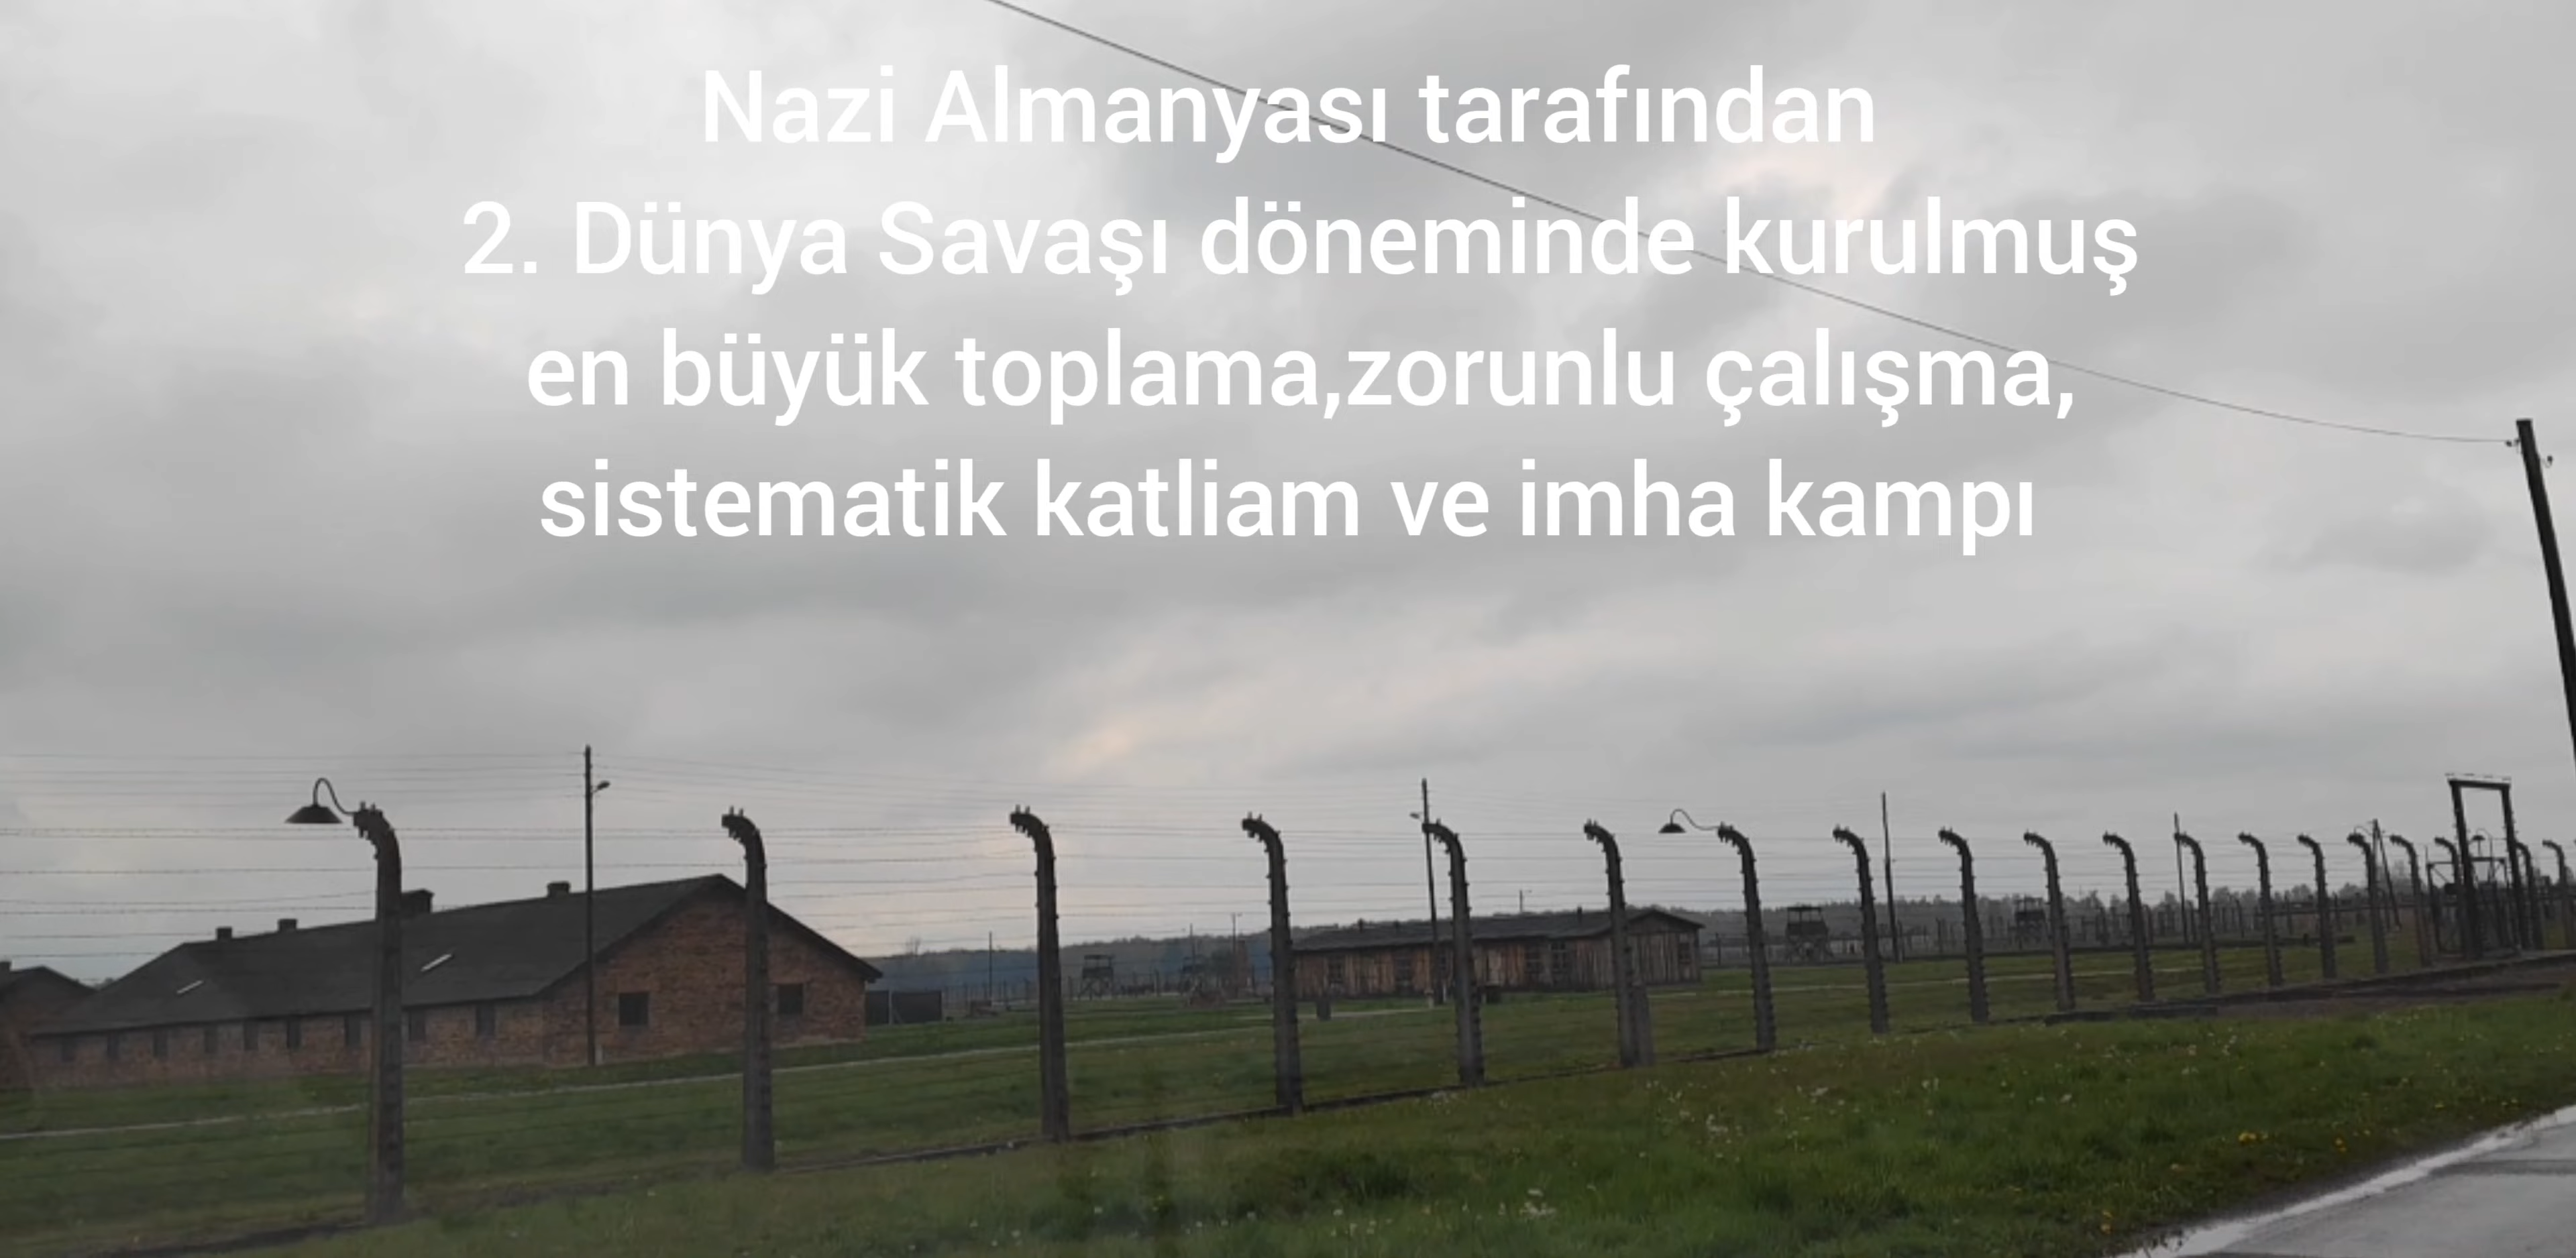 Nazi Almanyası tarafından
2. Dünya Savaşı döneminde kurulmuş
en büyük toplama,zorunlu çalışma,
sistematik katliam ve imha kampı